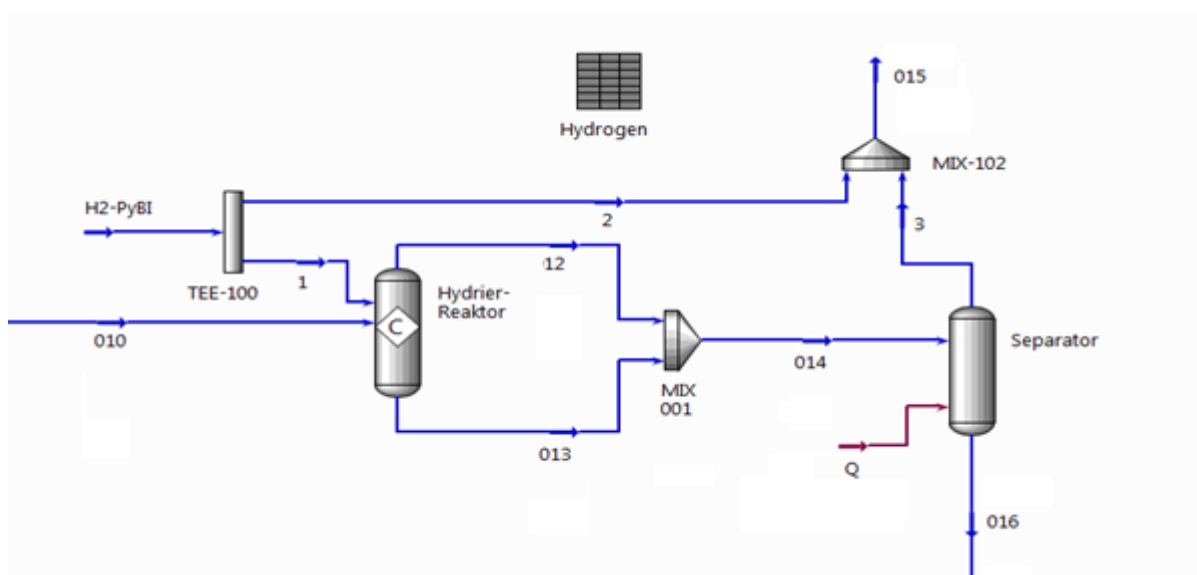 015
Hydrogen
MIX-102
H2-PyBI
2
3
TEE-100
1
012
Hydrier-
Reaktor
C
010
014
Separator
MIX
001
013
Q
016